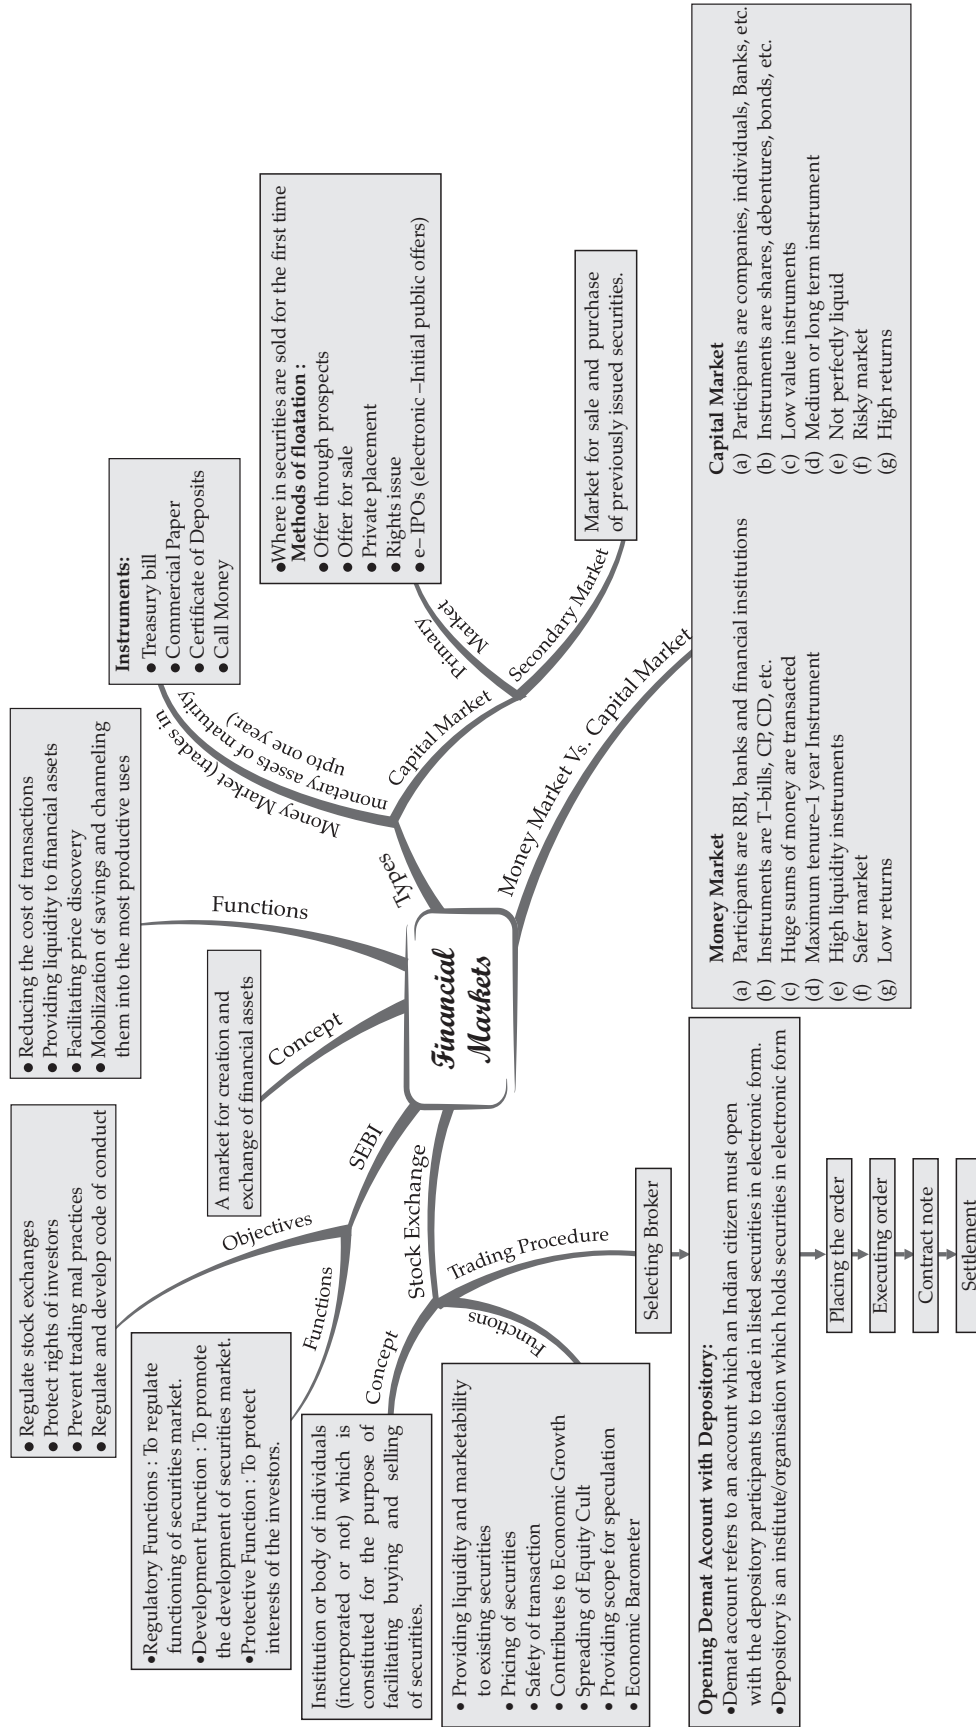 Financial
Markets
Concept
A market for creation and
exchange of financial assets
Functions
● Reducing the cost of transactions
● Providing liquidity to financial assets
● Facilitating price discovery
● Mobilization of savings and channeling
them into the most productive uses
Types
Money Market (trades in
monetary assets of maturity
upto one year)
Instruments:
● Treasury bill
● Commercial Paper
● Certificate of Deposits
● Call Money
Capital Market
Primary
Market
●Where in securities are sold for the first time
Methods of floatation :
● Offer through prospects
● Offer for sale
● Private placement
● Rights issue
● e– IPOs (electronic –Initial public offers)
Secondary Market
Market for sale and purchase
of previously issued securities.
Money Market Vs. Capital Market
Money Market
(a) Participants are RBI, banks and financial institutions
(b) Instruments are T–bills, CP, CD, etc.
(c) Huge sums of money are transacted
(d) Maximum tenure–1 year Instrument
(e) High liquidity instruments
(f) Safer market
(g) Low returns
Capital Market
(a) Participants are companies, individuals, Banks, etc.
(b) Instruments are shares, debentures, bonds, etc.
(c) Low value instruments
(d) Medium or long term instrument
(e) Not perfectly liquid
(f) Risky market
(g) High returns
SEBI
Objectives
● Regulate stock exchanges
● Protect rights of investors
● Prevent trading mal practices
● Regulate and develop code of conduct
Functions
●Regulatory Functions : To regulate
functioning of securities market.
●Development Function : To promote
the development of securities market.
●Protective Function : To protect
interests of the investors.
Stock Exchange
Concept
Institution or body of individuals
(incorporated or not) which is
constituted for the purpose of
facilitating buying and selling
of securities.
Functions
● Providing liquidity and marketability
to existing securities
● Pricing of securities
● Safety of transaction
● Contributes to Economic Growth
● Spreading of Equity Cult
● Providing scope for speculation
● Economic Barometer
Trading Procedure
Selecting Broker
Opening Demat Account with Depository:
●Demat account refers to an account which an Indian citizen must open
with the depository participants to trade in listed securities in electronic form.
●Depository is an institute/organisation which holds securities in electronic form
Placing the order
Executing order
Contract note
Settlement